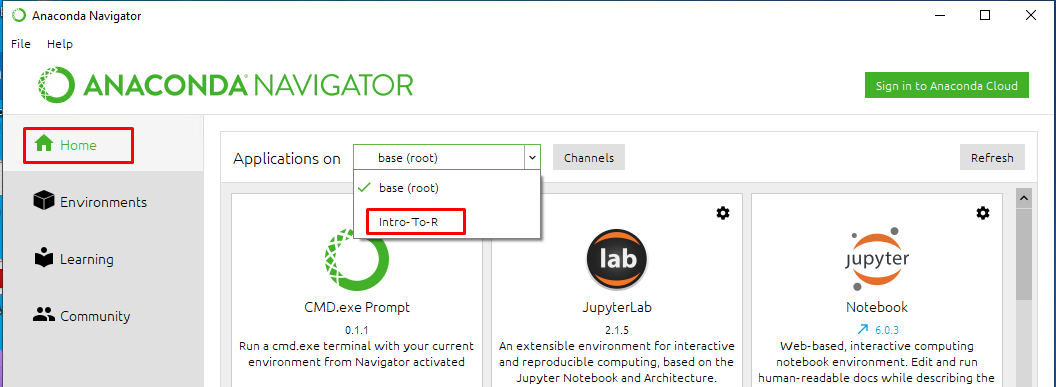 Anaconda Navigator
File Help
ANACONDA NAVIGATOR
Sign in to Anaconda Cloud
Home
Environments
Learning
Community
Applications on
base (root)
Channels
Refresh
base (root)
Intro-To-R
CMD.exe Prompt
0.1.1
Run a cmd.exe terminal with your current
environment from Navigator activated
lab
JupyterLab
2.1.5
An extensible environment for interactive
and reproducible computing, based on the
Jupyter Notebook and Architecture.
jupyter
Notebook
6.0.3
Web-based, interactive computing
notebook environment. Edit and run
human-readable docs while describing the